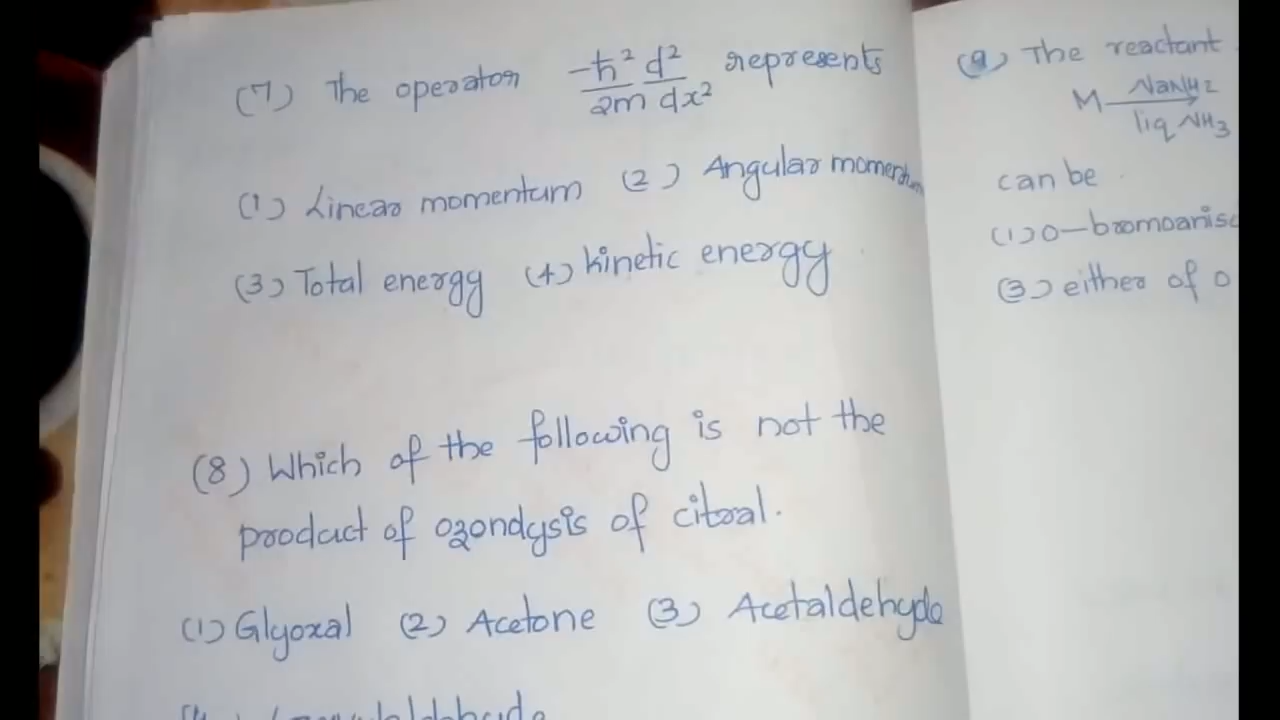 (7) The operator -ħ²/2m d²/dx² represents
(1) Linear momentum (2) Angular momentum
(3) Total energy (4) kinetic energy
(8) Which of the following is not the
product of ozonolysis of citral.
(1) Glyoxal (2) Acetone (3) Acetaldehyde
(9) The reactant
M NaNH2
liq NH3
can be
(1) o-bromoaniso
(3) either of o